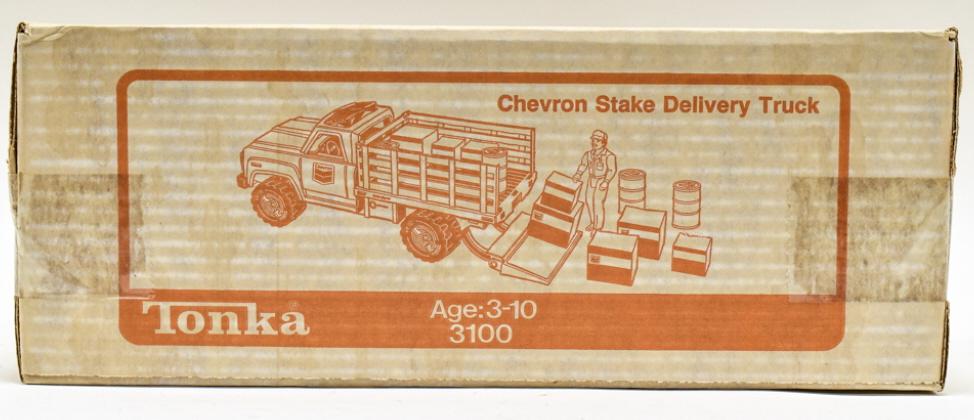 Chevron Stake Delivery Truck
Tonka®
Age:3-10
3100